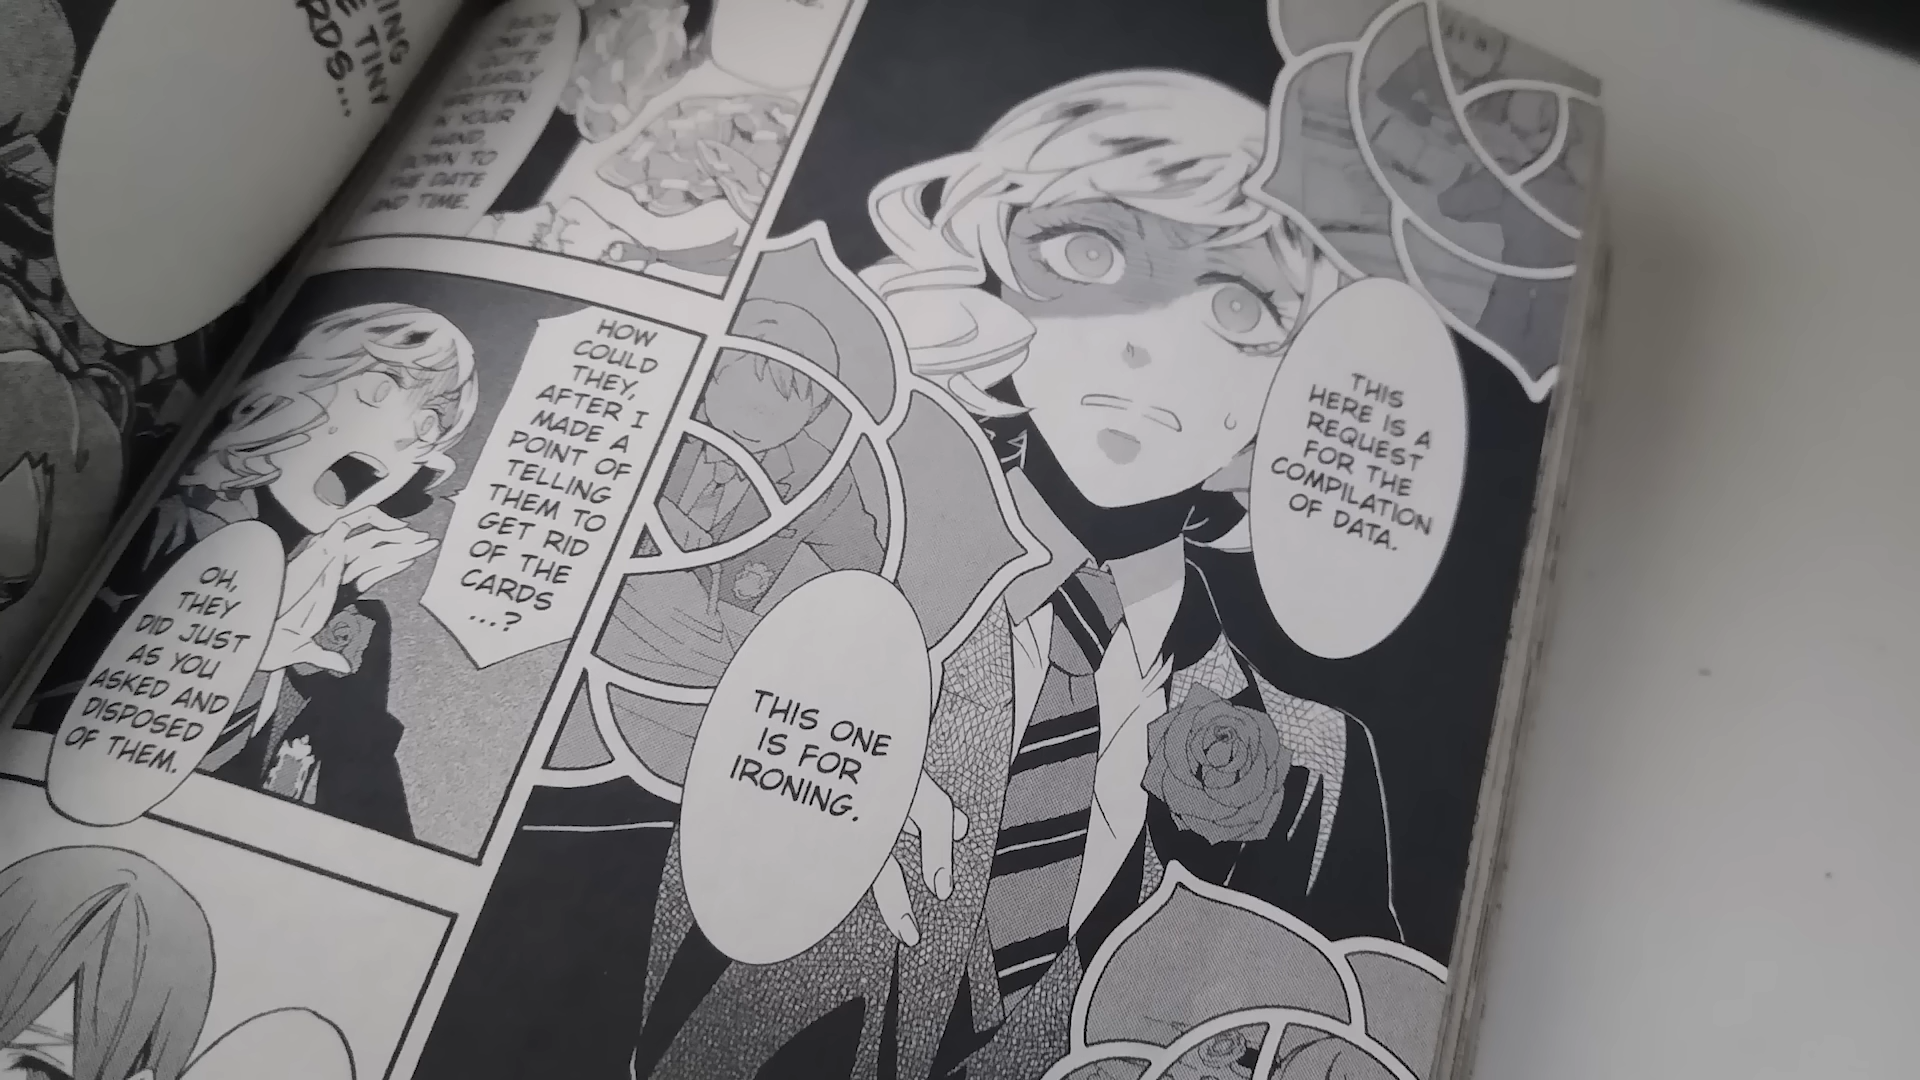 THIS
HERE IS A
REQUEST
FOR THE
COMPILATION
OF DATA.
THIS ONE
IS FOR
IRONING.
EACH
ONE IS
QUITE
CLEARLY
WRITTEN
IN YOUR
HAND,
DOWN TO
THE DATE
AND TIME.
HOW
COULD
THEY,
AFTER I
MADE A
POINT OF
TELLING
THEM TO
GET RID
OF THE
CARDS
...?
OH,
THEY
DID JUST
AS YOU
ASKED AND
DISPOSED
OF THEM.
TINY